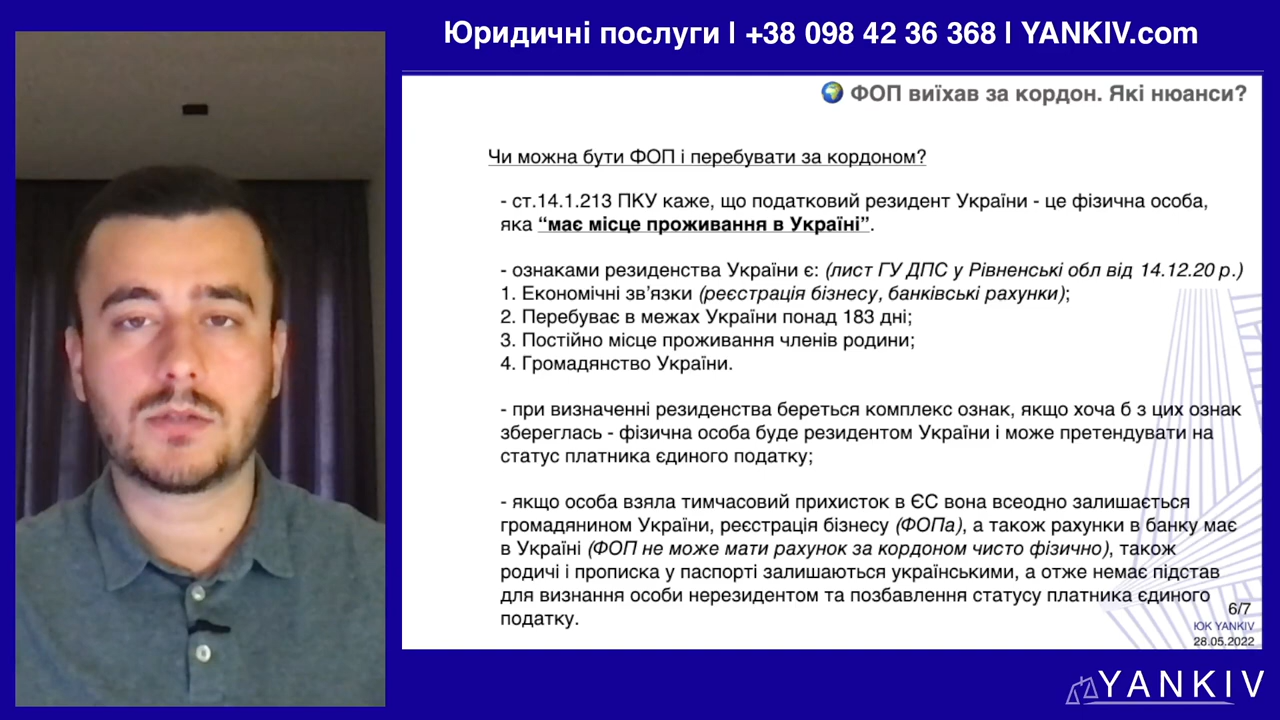 Юридичні послуги | +38 098 42 36 368 | YANKIV.com
ФОП виїхав за кордон. Які нюанси?
Чи можна бути ФОП і перебувати за кордоном?
- ст.14.1.213 ПКУ каже, що податковий резидент України - це фізична особа,
яка “має місце проживання в Україні”.
- ознаками резиденства України є: (лист ГУ ДПС у Рівненські обл від 14.12.20 р.)
1. Економічні зв’язки (реєстрація бізнесу, банківські рахунки);
2. Перебуває в межах України понад 183 дні;
3. Постійно місце проживання членів родини;
4. Громадянство України.
- при визначенні резиденства береться комплекс ознак, якщо хоча б з цих ознак
збереглась - фізична особа буде резидентом України і може претендувати на
статус платника єдиного податку;
- якщо особа взяла тимчасовий прихисток в ЄС вона всеодно залишається
громадянином України, реєстрація бізнесу (ФОПа), а також рахунки в банку має
в Україні (ФОП не може мати рахунок за кордоном чисто фізично), також
родичі і прописка у паспорті залишаються українськими, а отже немає підстав
для визнання особи нерезидентом та позбавлення статусу платника єдиного
податку.
6/7
ЮК YANKIV
28.05.2022
YANKIV